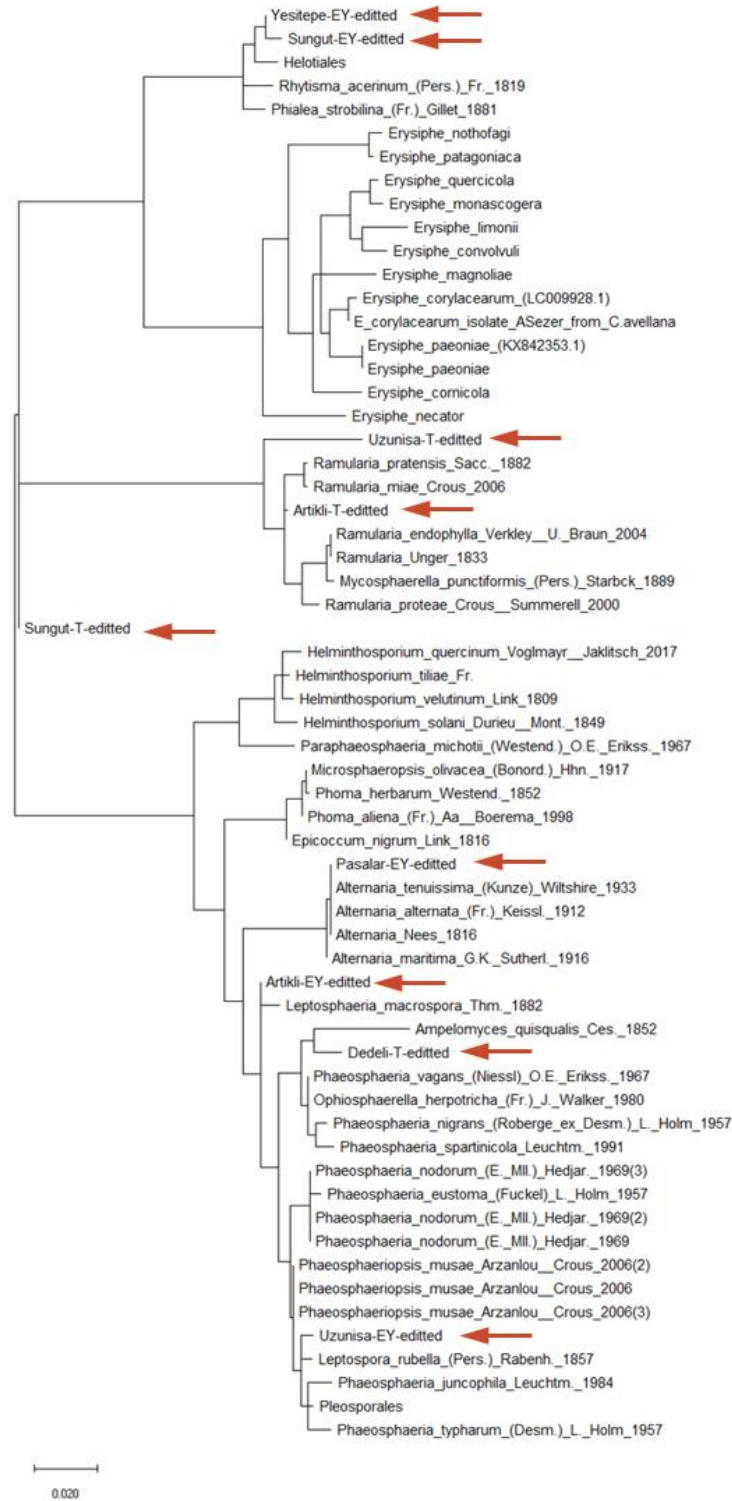 Yesitepe-EY-editted
Sungut-EY-editted
Helotiales
Rhytisma_acerinum_(Pers.)_Fr._1819
Phialea_strobilina_(Fr.)_Gillet_1881
Erysiphe_nothofagi
Erysiphe_patagoniaca
Erysiphe_quercicola
Erysiphe_monascogera
Erysiphe_limonii
Erysiphe_convolvuli
Erysiphe_magnoliae
Erysiphe_corylacearum_(LC009928.1)
E_corylacearum_isolate_ASezer_from_C.avellana
Erysiphe_paeoniae_(KX842353.1)
Erysiphe_paeoniae
Erysiphe_cornicola
Erysiphe_necator
Uzunisa-T-editted
Ramularia_pratensis_Sacc._1882
Ramularia_miae_Crous_2006
Artikli-T-editted
Ramularia_endophylla_Verkley__U._Braun_2004
Ramularia_Unger_1833
Mycosphaerella_punctiformis_(Pers.)_Starbck_1889
Ramularia_proteae_Crous__Summerell_2000
Sungut-T-editted
Helminthosporium_quercinum_Voglmayr__Jaklitsch_2017
Helminthosporium_tiliae_Fr.
Helminthosporium_velutinum_Link_1809
Helminthosporium_solani_Durieu__Mont._1849
Paraphaeosphaeria_michotii_(Westend.)_O.E._Erikss._1967
Microsphaeropsis_olivacea_(Bonord.)_Hhn._1917
Phoma_herbarum_Westend._1852
Phoma_aliena_(Fr.)_Aa__Boerema_1998
Epicoccum_nigrum_Link_1816
Pasalar-EY-editted
Alternaria_tenuissima_(Kunze)_Wiltshire_1933
Alternaria_alternata_(Fr.)_Keissl._1912
Alternaria_Nees_1816
Alternaria_maritima_G.K._Sutherl._1916
Artikli-EY-editted
Leptosphaeria_macrospora_Thm._1882
Ampelomyces_quisqualis_Ces._1852
Dedeli-T-editted
Phaeosphaeria_vagans_(Niessl)_O.E._Erikss._1967
Ophiosphaerella_herpotricha_(Fr.)_J._Walker_1980
Phaeosphaeria_nigrans_(Roberge_ex_Desm.)_L._Holm_1957
Phaeosphaeria_spartinicola_Leuchtm._1991
Phaeosphaeria_nodorum_(E._Mll.)_Hedjar._1969(3)
Phaeosphaeria_eustoma_(Fuckel)_L._Holm_1957
Phaeosphaeria_nodorum_(E._Mll.)_Hedjar._1969(2)
Phaeosphaeria_nodorum_(E._Mll.)_Hedjar._1969
Phaeosphaeriopsis_musae_Arzanlou__Crous_2006(2)
Phaeosphaeriopsis_musae_Arzanlou__Crous_2006
Phaeosphaeriopsis_musae_Arzanlou__Crous_2006(3)
Uzunisa-EY-editted
Leptospora_rubella_(Pers.)_Rabenh._1857
Phaeosphaeria_juncophila_Leuchtm._1984
Pleosporales
Phaeosphaeria_typharum_(Desm.)_L._Holm_1957
0.020